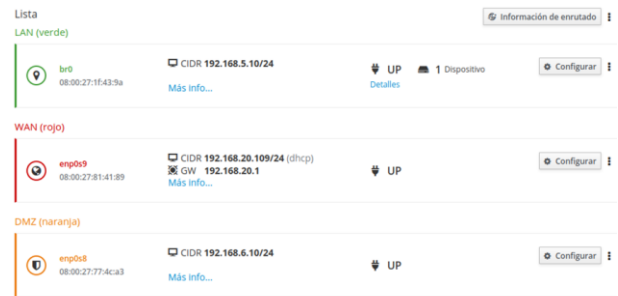 Lista
Información de enrutado
LAN (verde)
br0
08:00:27:1f:43:9a
CIDR 192.168.5.10/24
Más info...
UP
Detalles
1 Dispositivo
Configurar
WAN (rojo)
enp0s9
08:00:27:81:41:89
CIDR 192.168.20.109/24 (dhcp)
GW 192.168.20.1
Más info...
UP
Configurar
DMZ (naranja)
enp0s8
08:00:27:77:4c:a3
CIDR 192.168.6.10/24
Más info...
UP
Configurar